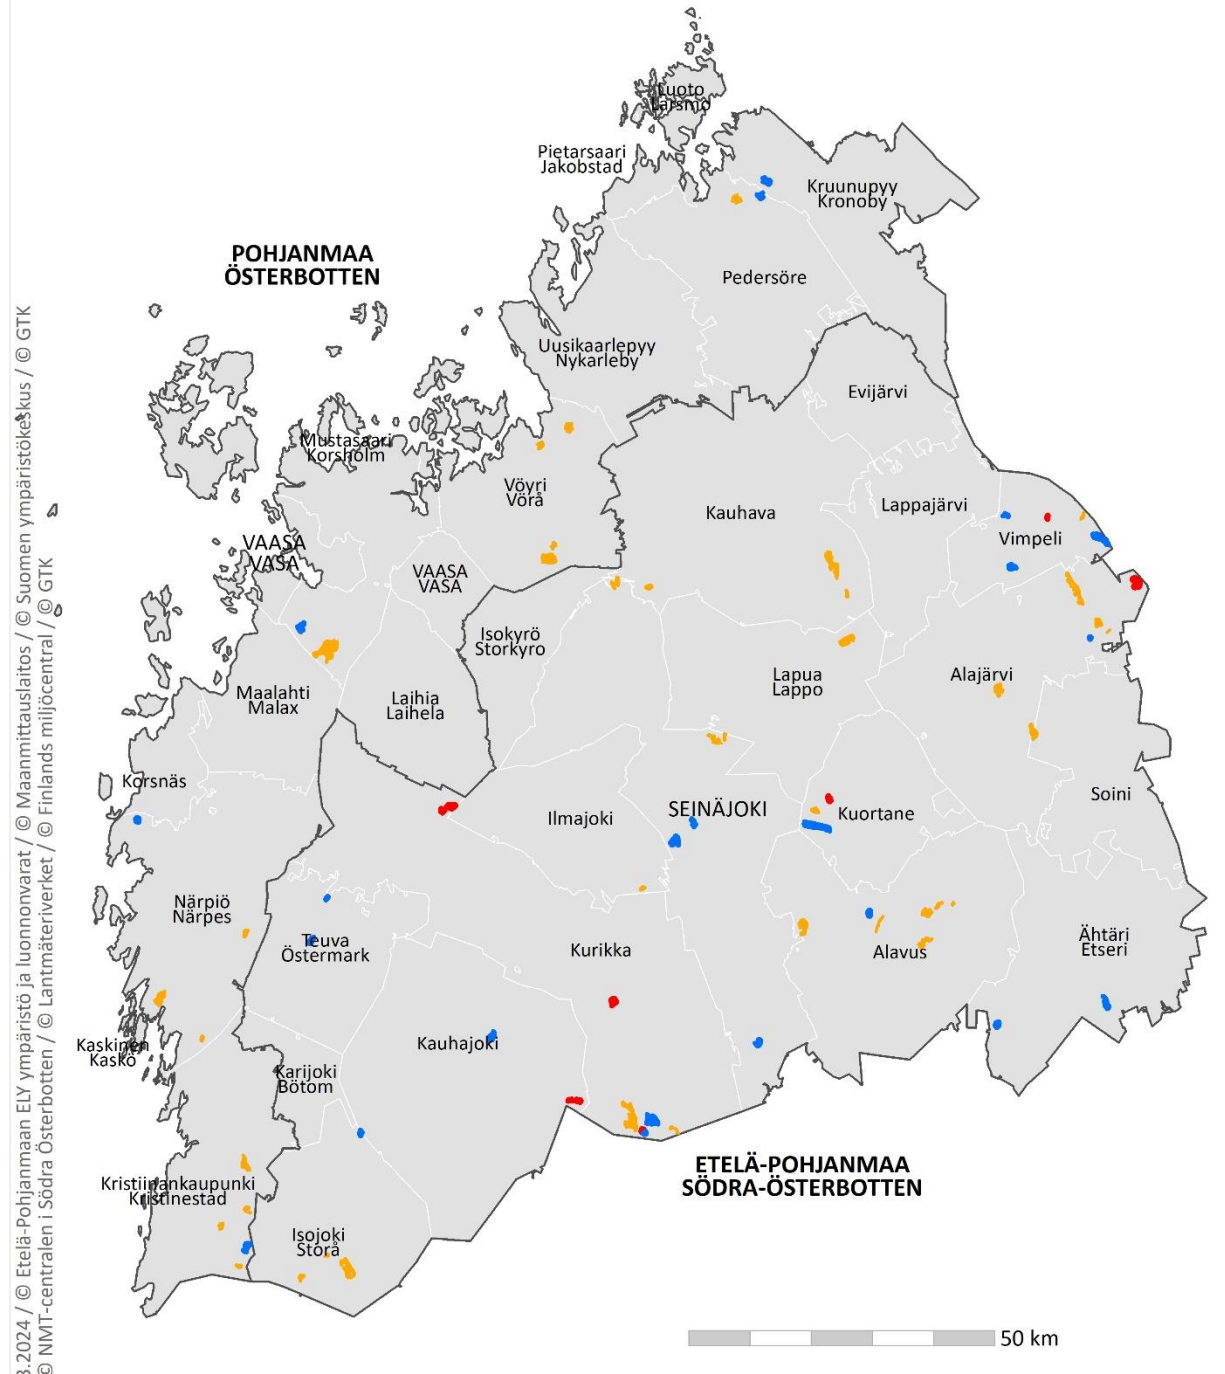 Luoto
Larsmo
Pietarsaari
Jakobstad
Kruunupyy
Kronoby
POHJANMAA
ÖSTERBOTTEN
Pedersöre
Uusikaarlepyy
Nykarleby
Evijärvi
Mustasaari
Korsholm
Vöyri
Vörå
Kauhava
Lappajärvi
Vimpeli
VAASA
VASA
VAASA
VASA
Isokyrö
Storkyro
Lapua
Lappo
Alajärvi
Maalahti
Malax
Laihia
Laihela
Korsnäs
Ilmajoki
SEINÄJOKI
Kuortane
Soini
Närpiö
Närpes
Teuva
Östermark
Kurikka
Alavus
Ähtäri
Etseri
Kaskinen
Kaskö
Kauhajoki
Karijoki
Bötom
ETELÄ-POHJANMAA
SÖDRA-ÖSTERBOTTEN
Kristiinankaupunki
Kristinestad
Isojoki
Storå
50 km
.2024 / © Etelä-Pohjanmaan ELY ympäristö ja luonnonvarat / © Maanmittauslaitos / © Suomen ympäristökeskus / © GTK
© NMT-centralen i Södra Österbotten / © Lantmäteriverket / © Finlands miljöcentral / © GTK